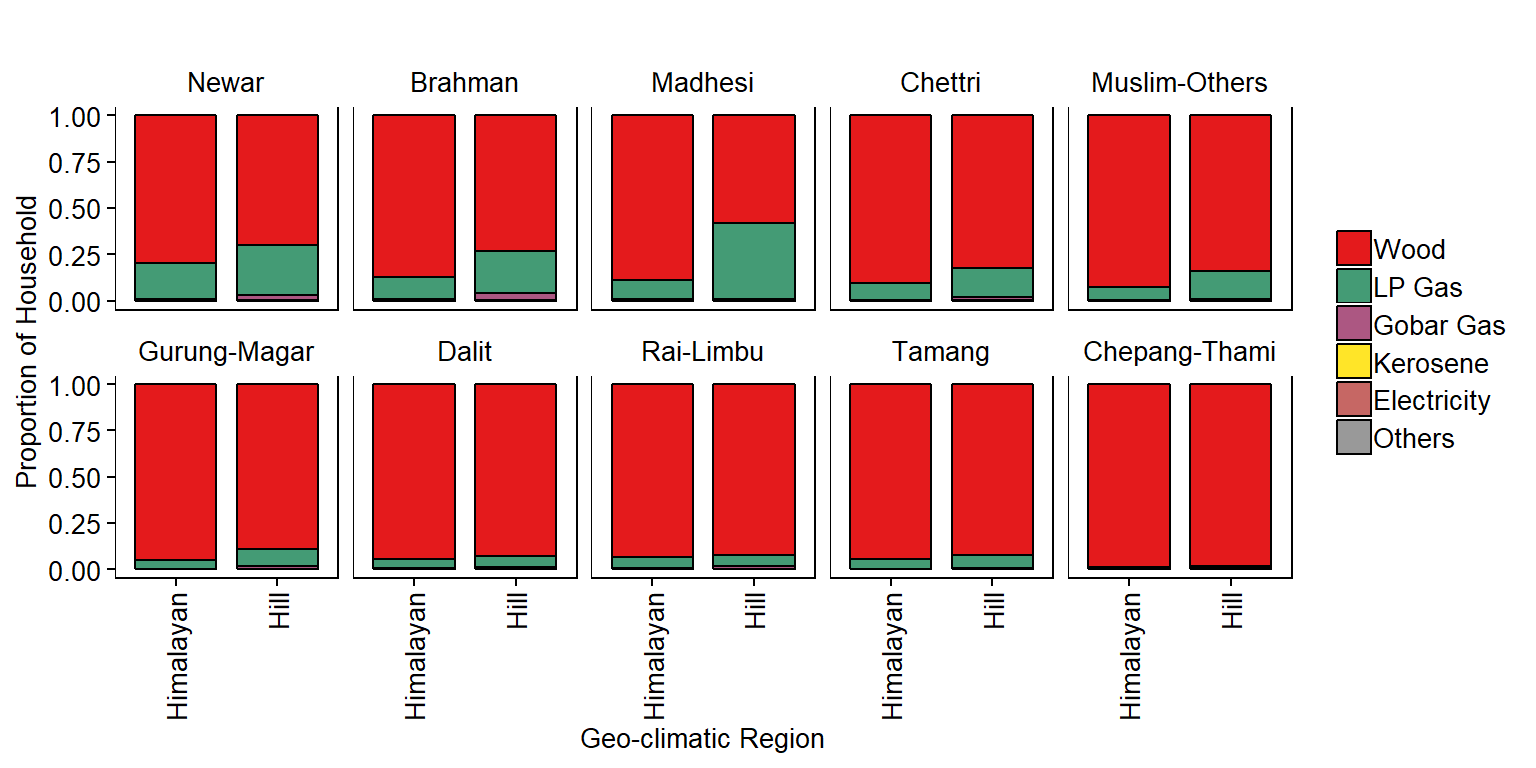 Newar Brahman Madhesi Chettri Muslim-Others
1.00
0.75
0.50
0.25
0.00
Gurung-Magar Dalit Rai-Limbu Tamang Chepang-Thami
1.00
0.75
0.50
0.25
0.00
Proportion of Household
Himalayan Hill Himalayan Hill Himalayan Hill Himalayan Hill Himalayan Hill
Geo-climatic Region
Wood
LP Gas
Gobar Gas
Kerosene
Electricity
Others